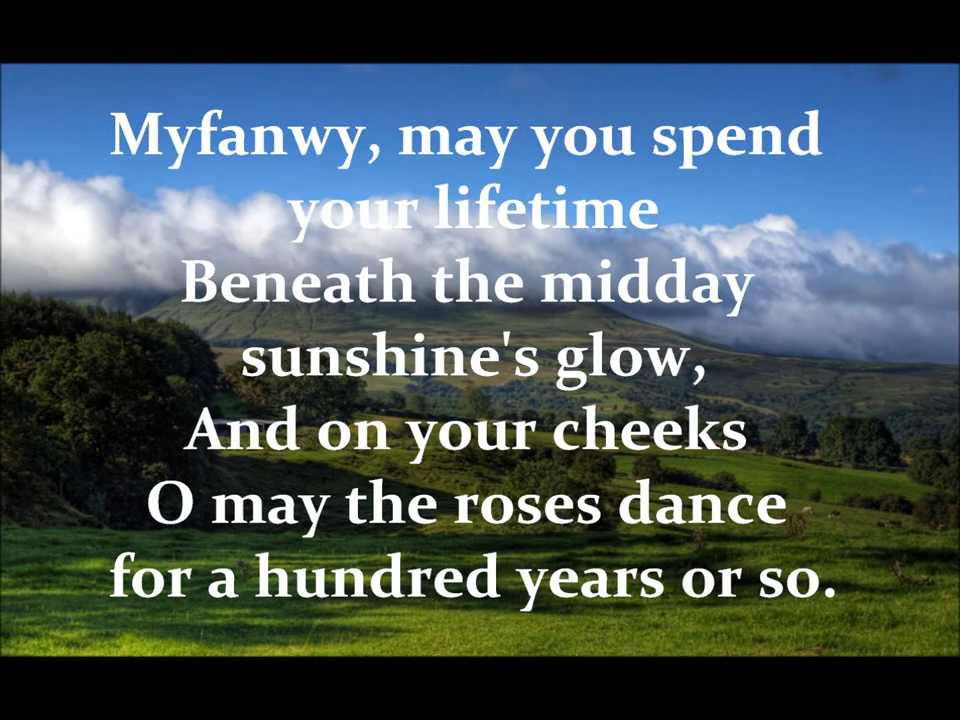 Myfanwy, may you spend
your lifetime
Beneath the midday
sunshine's glow,
And on your cheeks
O may the roses dance
for a hundred years or so.